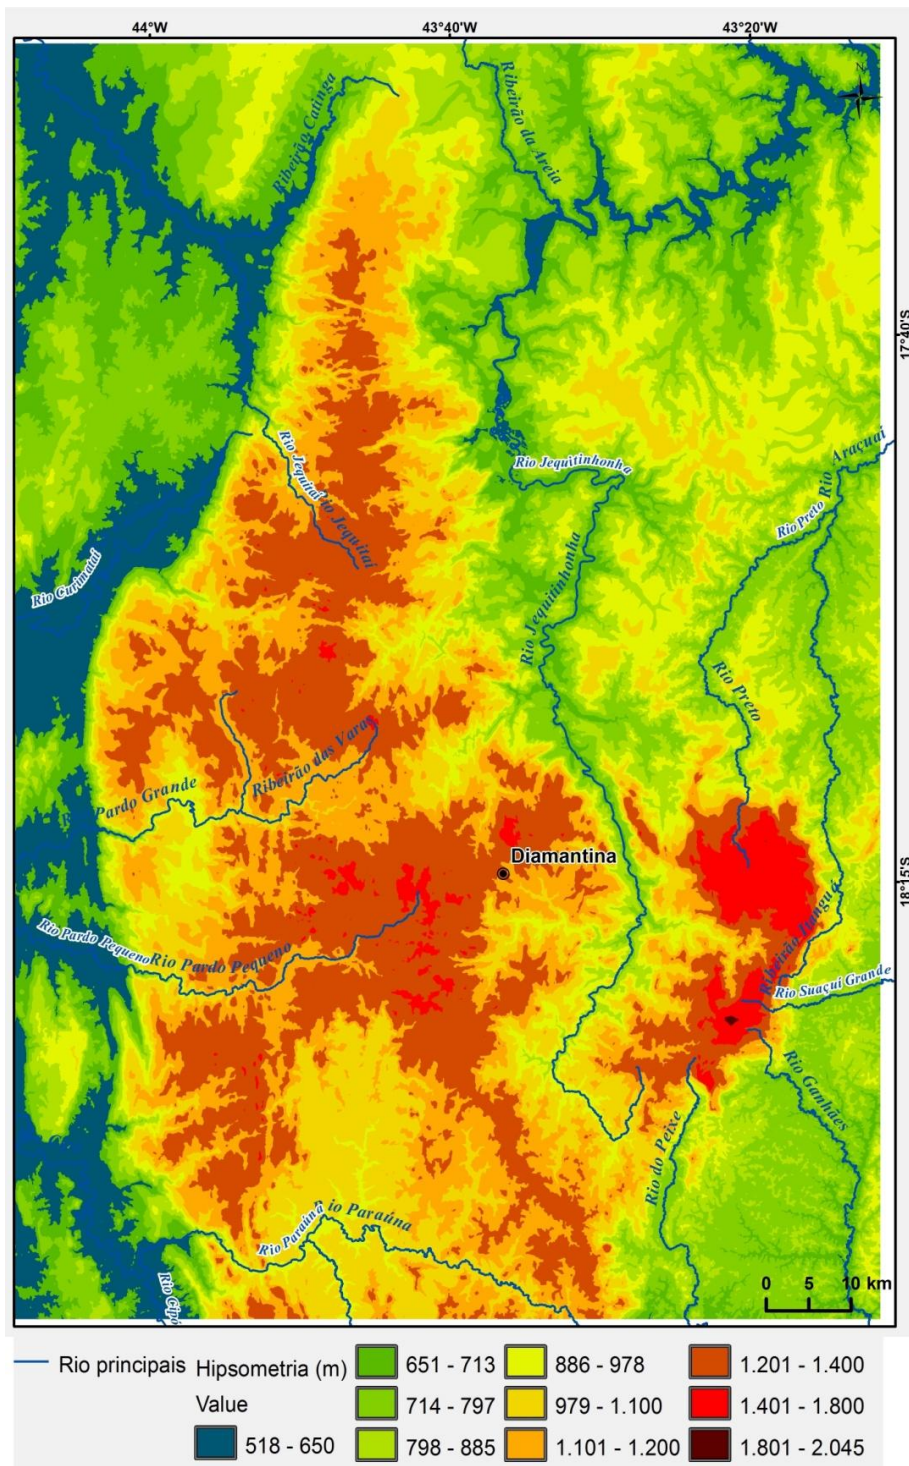 44°W 43°40'W 43°20'W
N
Ribeirão Catinga
Ribeirão da Areia
17°40'S
Rio Jequitinhonha
Rio Araçuaí
Rio Jequitaí
io Jequitaí
Rio Preto
Rio Curimataí
Rio Jequitinhonha
Rio Preto
Ribeirão das Varas
Pardo Grande
Diamantina
18°15'S
Rio Pardo Pequeno
Rio Pardo Pequeno
Rio Suaçuí Grande
Rio Ganhães
Rio do Peixe
Rio Paraúna
io Paraúna
Rio Cipó
0 5 10 km
Rio principais
Hipsometria (m)
Value
518 - 650
651 - 713
714 - 797
798 - 885
886 - 978
979 - 1.100
1.101 - 1.200
1.201 - 1.400
1.401 - 1.800
1.801 - 2.045